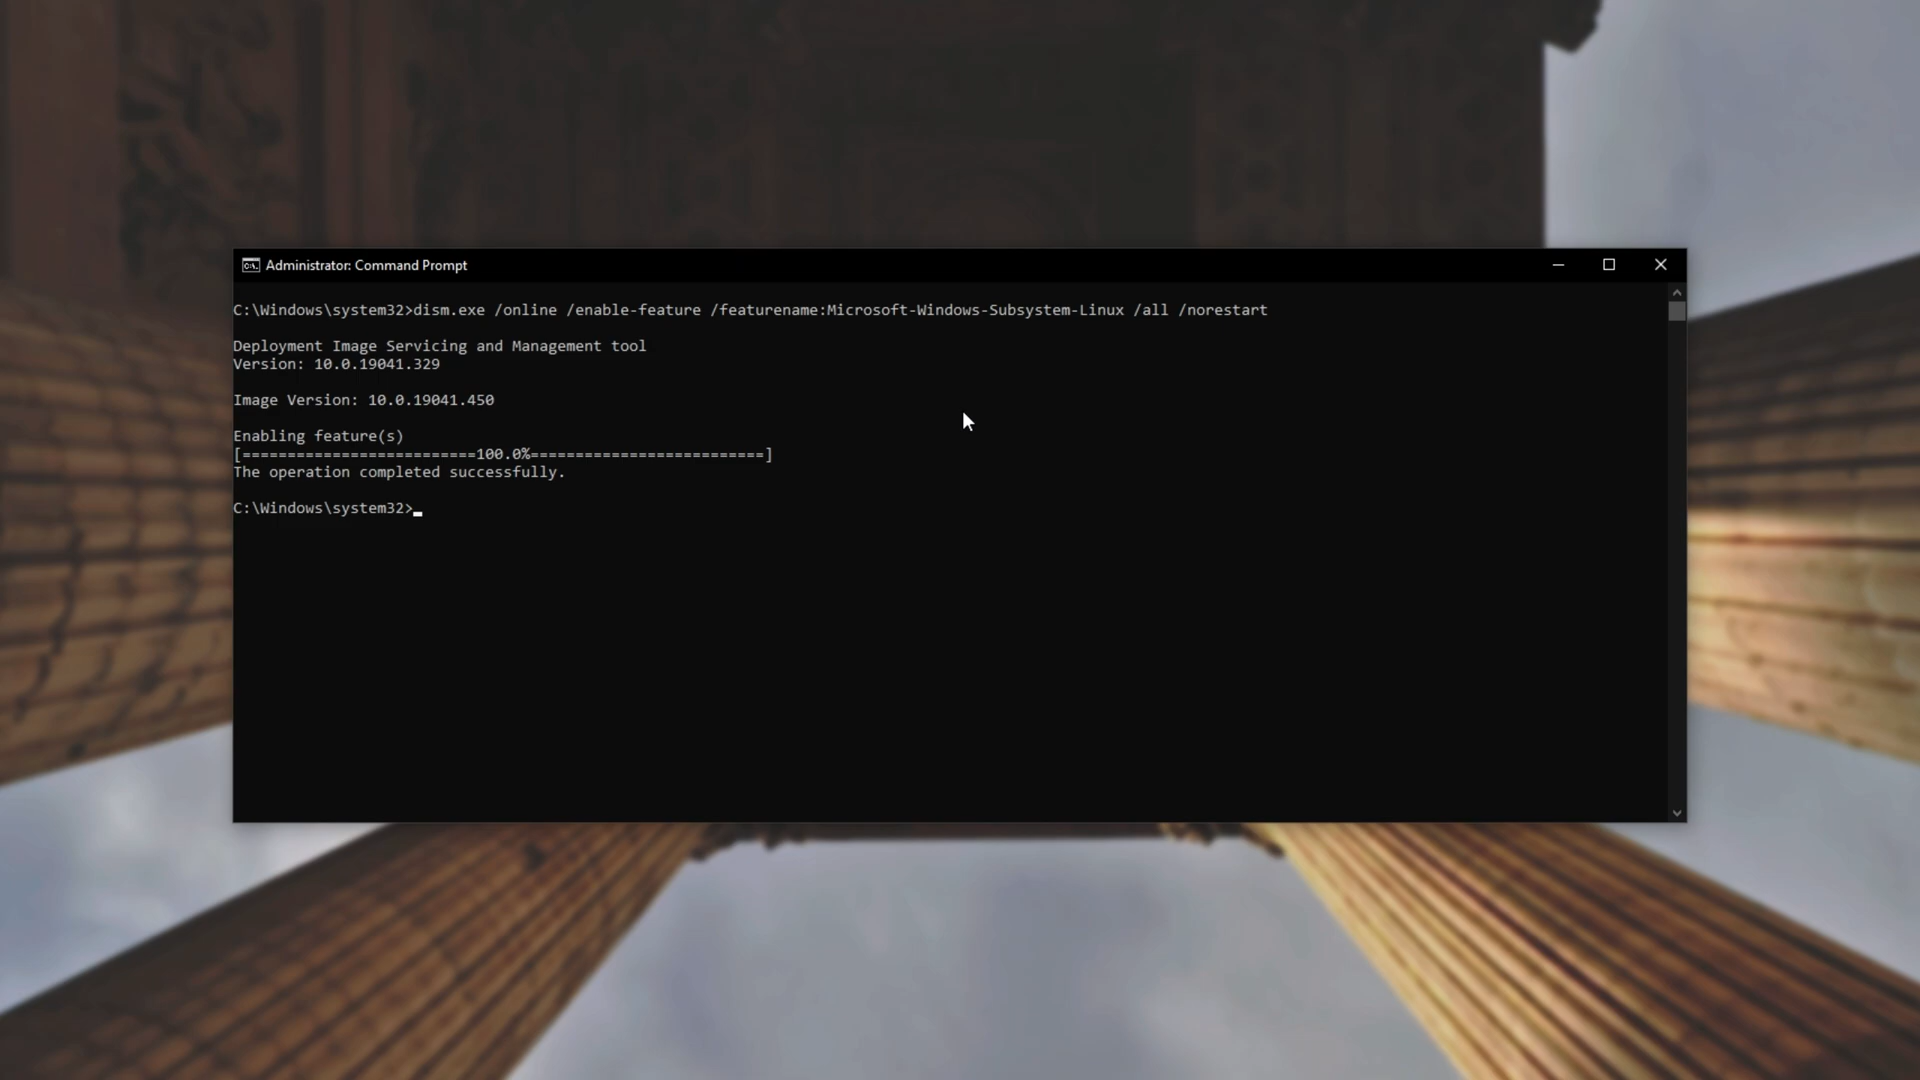 Administrator: Command Prompt
C:\Windows\system32>dism.exe /online /enable-feature /featurename:Microsoft-Windows-Subsystem-Linux /all /norestart
Deployment Image Servicing and Management tool
Version: 10.0.19041.329
Image Version: 10.0.19041.450
Enabling feature(s)
[==========================100.0%==========================]
The operation completed successfully.
C:\Windows\system32>